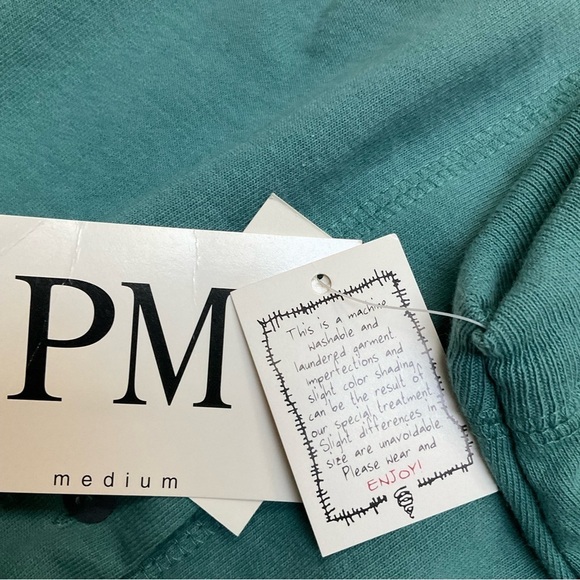 PM
medium
This is a machine
washable and
laundered garment
imperfections and
slight color shading
can be the result of
our special treatment
Slight differences in
size are unavoidable
Please wear and
ENJOY!